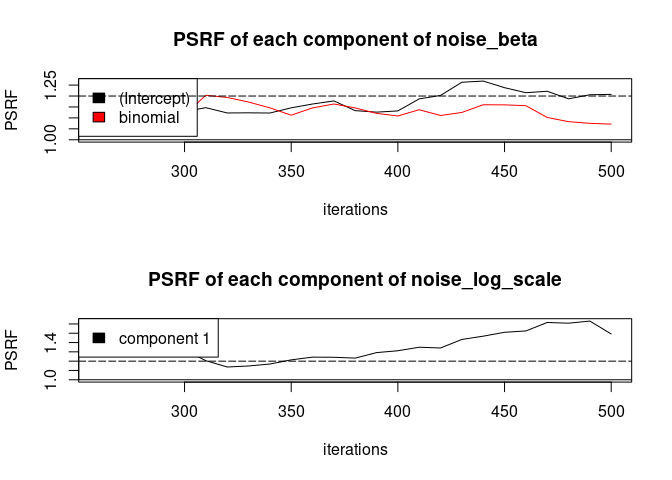 PSRF of each component of noise_beta
PSRF
1.25
1.00
(Intercept)
binomial
300 350 400 450 500
iterations
PSRF of each component of noise_log_scale
PSRF
1.4
1.0
component 1
300 350 400 450 500
iterations